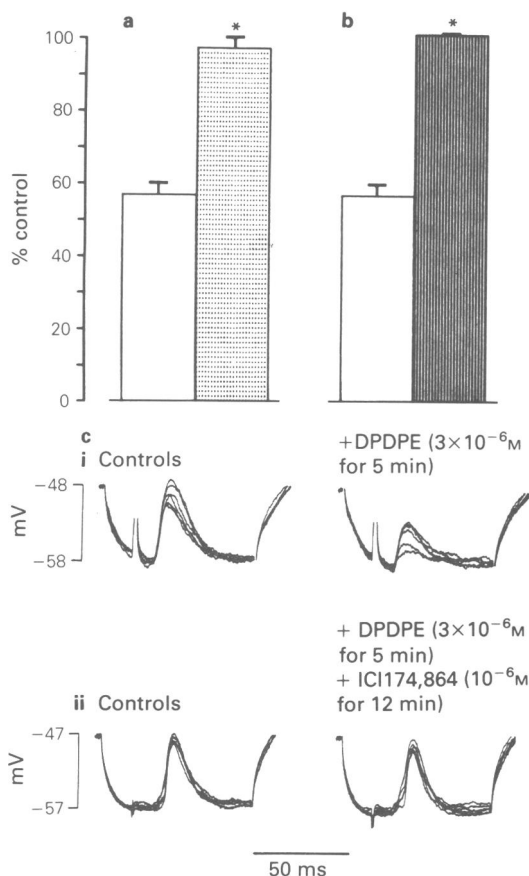 a
b
*
*
100
80
60
40
20
0
% control
c
i Controls
+DPDPE (3×10⁻⁶M
for 5 min)
−48
−58
mV
+ DPDPE (3×10⁻⁶M
for 5 min)
+ ICI174,864 (10⁻⁶M
for 12 min)
ii Controls
−47
−57
mV
50 ms